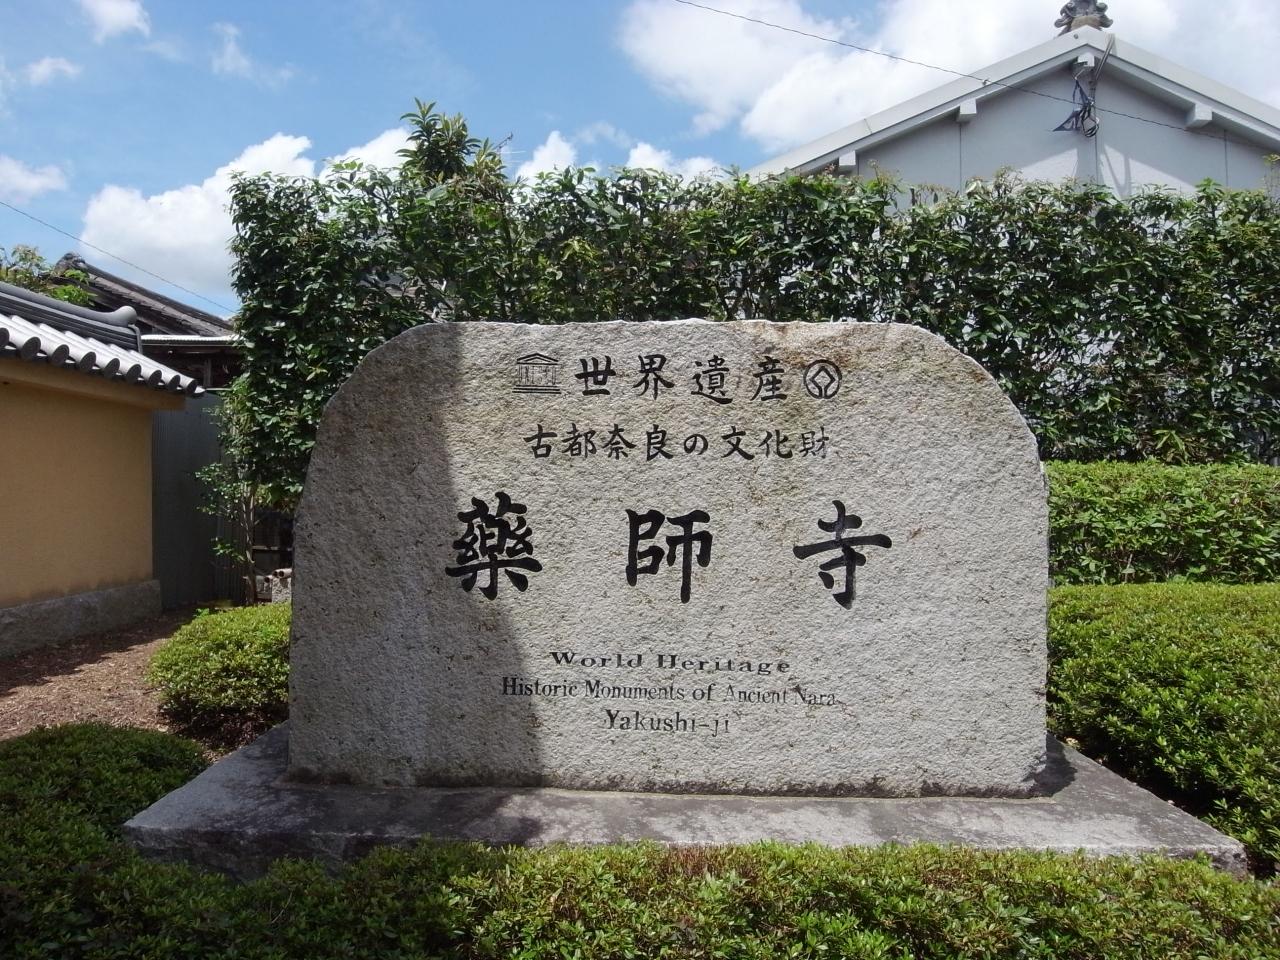 世界遺産
古都奈良の文化財
藥師寺
World Heritage
Historic Monuments of Ancient Nara
Yakushi-ji